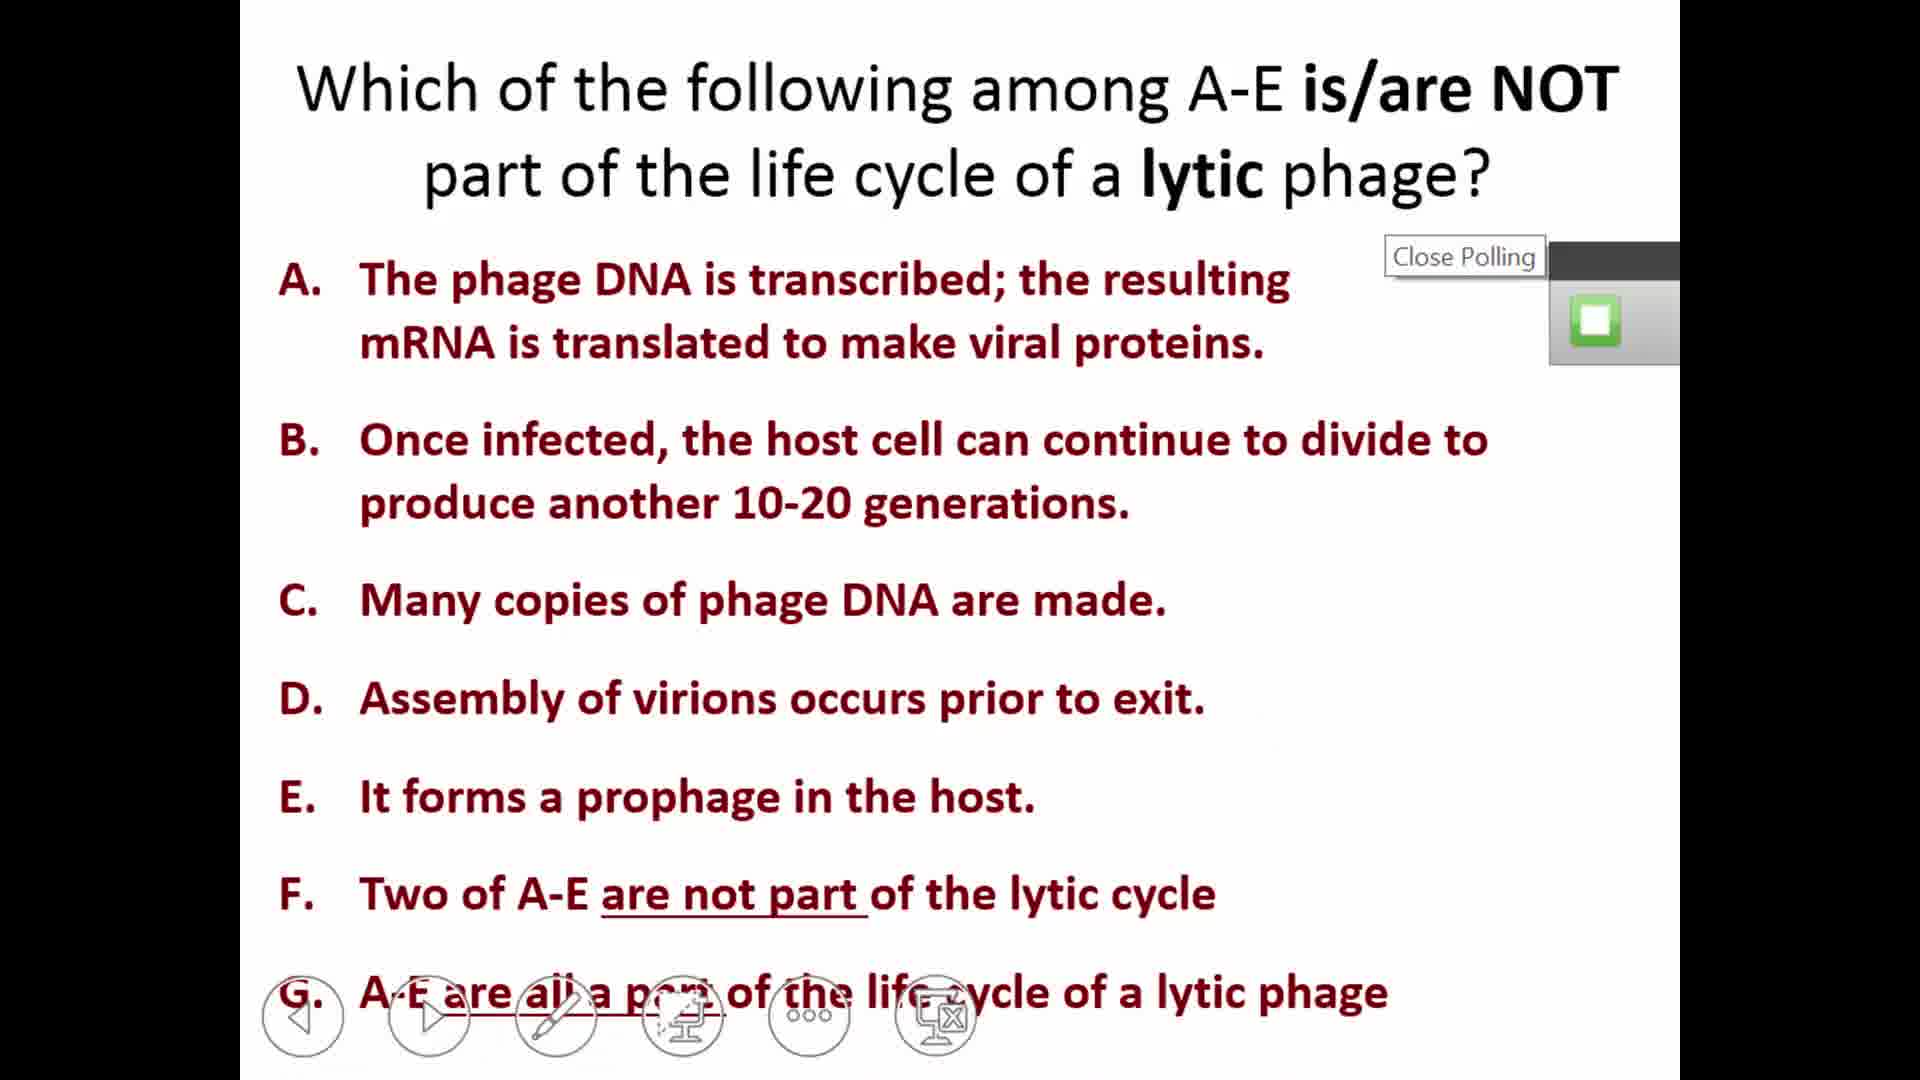 Which of the following among A-E is/are NOT
part of the life cycle of a lytic phage?
Close Polling
A. The phage DNA is transcribed; the resulting
mRNA is translated to make viral proteins.
B. Once infected, the host cell can continue to divide to
produce another 10-20 generations.
C. Many copies of phage DNA are made.
D. Assembly of virions occurs prior to exit.
E. It forms a prophage in the host.
F. Two of A-E are not part of the lytic cycle
G. A-E are all a part of the life cycle of a lytic phage